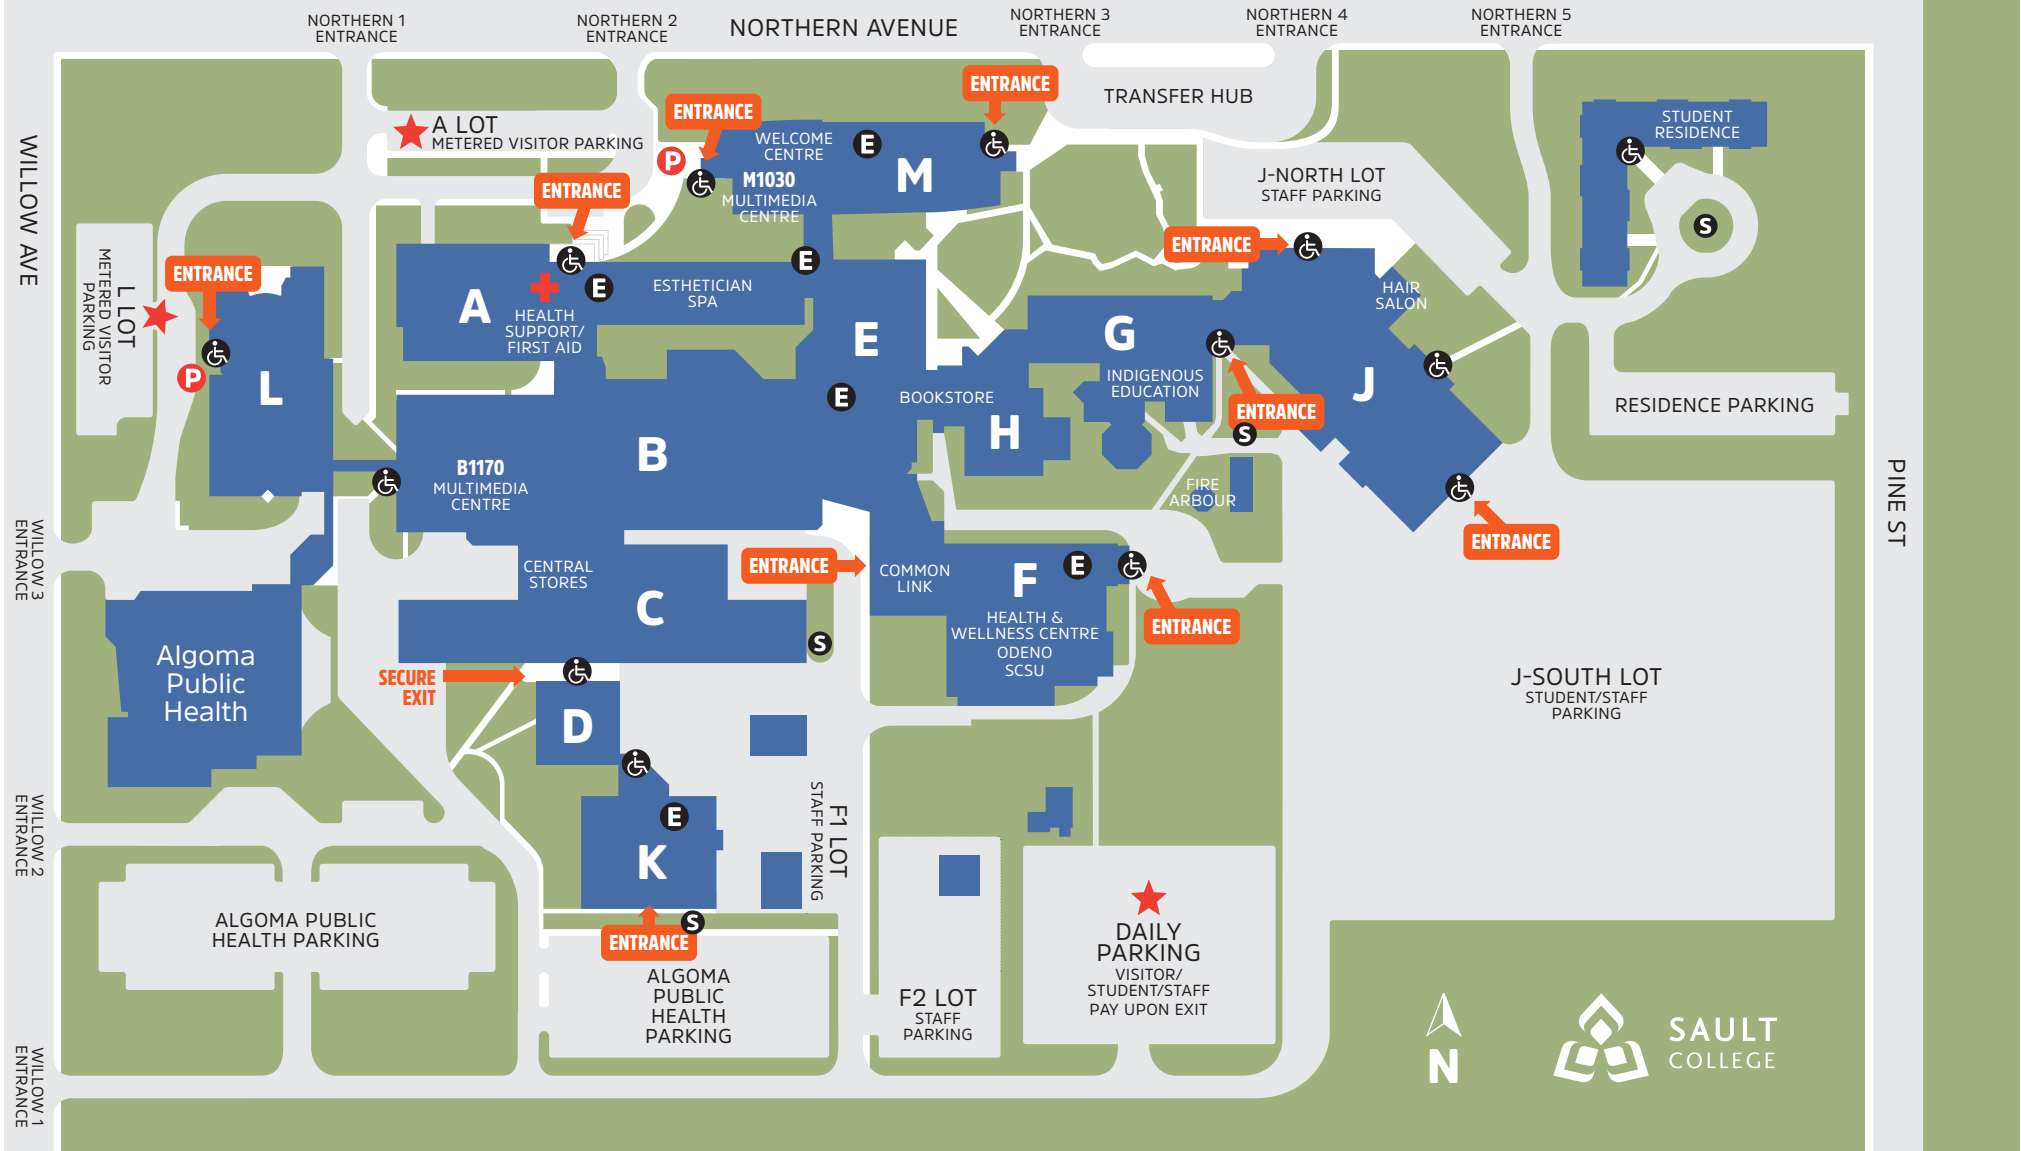 NORTHERN 1
ENTRANCE
NORTHERN 2
ENTRANCE
NORTHERN AVENUE
NORTHERN 3
ENTRANCE
NORTHERN 4
ENTRANCE
NORTHERN 5
ENTRANCE
WILLOW AVE
A LOT
METERED VISITOR PARKING
ENTRANCE
P
WELCOME
CENTRE
E
M
M1030
MULTIMEDIA
CENTRE
ENTRANCE
TRANSFER HUB
J-NORTH LOT
STAFF PARKING
STUDENT
RESIDENCE
S
ENTRANCE
L LOT
METERED VISITOR
PARKING
ENTRANCE
P
L
A
HEALTH
SUPPORT/
FIRST AID
E
ESTHETICIAN
SPA
E
E
E
ENTRANCE
HAIR
SALON
G
INDIGENOUS
EDUCATION
ENTRANCE
S
J
BOOKSTORE
H
RESIDENCE PARKING
PINE ST
B
B1170
MULTIMEDIA
CENTRE
FIRE
ARBOUR
ENTRANCE
WILLOW 3
ENTRANCE
CENTRAL
STORES
C
ENTRANCE
COMMON
LINK
F
E
HEALTH &
WELLNESS CENTRE
ODENO
SCSU
ENTRANCE
S
Algoma
Public
Health
SECURE
EXIT
D
J-SOUTH LOT
STUDENT/STAFF
PARKING
WILLOW 2
ENTRANCE
E
K
F1 LOT
STAFF PARKING
ALGOMA PUBLIC
HEALTH PARKING
ENTRANCE
S
ALGOMA
PUBLIC
HEALTH
PARKING
F2 LOT
STAFF
PARKING
DAILY
PARKING
VISITOR/
STUDENT/STAFF
PAY UPON EXIT
N
SAULT
COLLEGE
WILLOW 1
ENTRANCE